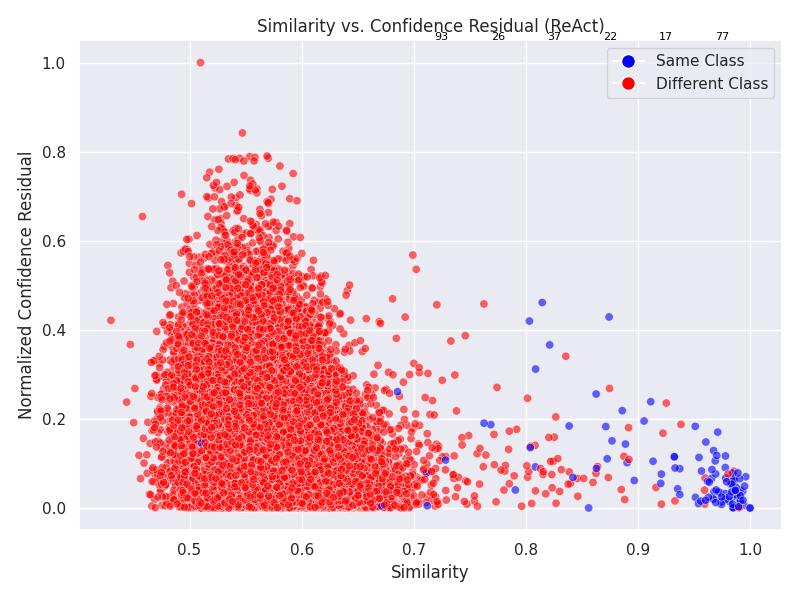 Similarity vs. Confidence Residual (ReAct)
93 26 37 22 17 77
Same Class
Different Class
Normalized Confidence Residual
1.0
0.8
0.6
0.4
0.2
0.0
0.5 0.6 0.7 0.8 0.9 1.0
Similarity